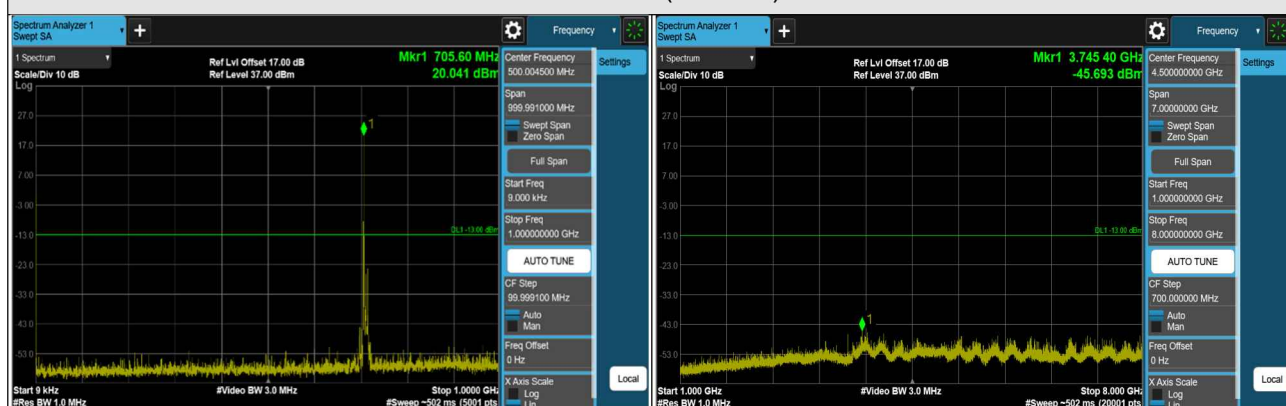 Spectrum Analyzer 1
Swept SA
Frequency
1 Spectrum
Scale/Div 10 dB
Log
Ref Lvl Offset 17.00 dB
Ref Level 37.00 dBm
Mkr1 705.60 MHz
20.041 dBm
27.0
17.0
7.00
-3.00
-13.0
-23.0
-33.0
-43.0
-53.0
1
DL1 -13.00 dBm
Start 9 kHz
#Res BW 1.0 MHz
#Video BW 3.0 MHz
Stop 1.0000 GHz
#Sweep ~502 ms (5001 pts)
Center Frequency
500.004500 MHz
Span
999.991000 MHz
Swept Span
Zero Span
Full Span
Start Freq
9.000 kHz
Stop Freq
1.000000000 GHz
AUTO TUNE
CF Step
99.999100 MHz
Auto
Man
Freq Offset
0 Hz
X Axis Scale
Log
Lin
Settings
Local
Spectrum Analyzer 1
Swept SA
Frequency
1 Spectrum
Scale/Div 10 dB
Log
Ref Lvl Offset 17.00 dB
Ref Level 37.00 dBm
Mkr1 3.745 40 GHz
-45.693 dBm
27.0
17.0
7.00
-3.00
-13.0
-23.0
-33.0
-43.0
-53.0
1
DL1 -13.00 dBm
Start 1.000 GHz
#Res BW 1.0 MHz
#Video BW 3.0 MHz
Stop 8.000 GHz
#Sweep ~502 ms (20001 pts)
Center Frequency
4.500000000 GHz
Span
7.00000000 GHz
Swept Span
Zero Span
Full Span
Start Freq
1.000000000 GHz
Stop Freq
8.000000000 GHz
AUTO TUNE
CF Step
700.000000 MHz
Auto
Man
Freq Offset
0 Hz
X Axis Scale
Log
Lin
Settings
Local